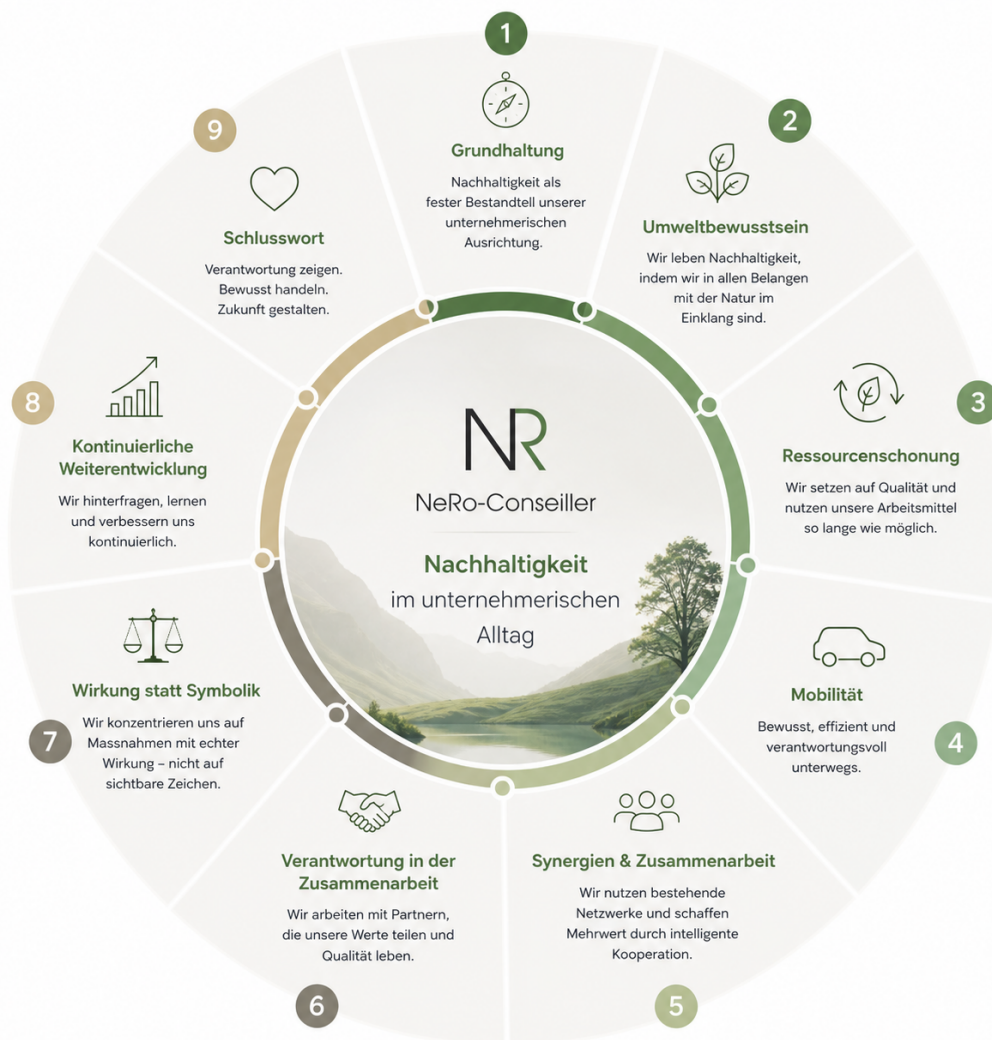 1
Grundhaltung
Nachhaltigkeit als
fester Bestandtell unserer
unternehmerischen
Ausrichtung.
2
Umweltbewusstsein
Wir leben Nachhaltigkeit,
indem wir in allen Belangen
mit der Natur im
Einklang sind.
3
Ressourcenschonung
Wir setzen auf Qualität und
nutzen unsere Arbeitsmittel
so lange wie möglich.
4
Mobilität
Bewusst, effizient und
verantwortungsvoll
unterwegs.
5
Synergien & Zusammenarbeit
Wir nutzen bestehende
Netzwerke und schaffen
Mehrwert durch intelligente
Kooperation.
6
Verantwortung in der
Zusammenarbeit
Wir arbeiten mit Partnern,
die unsere Werte teilen und
Qualität leben.
7
Wirkung statt Symbolik
Wir konzentrieren uns auf
Massnahmen mit echter
Wirkung – nicht auf
sichtbare Zeichen.
8
Kontinuierliche
Weiterentwicklung
Wir hinterfragen, lernen
und verbessern uns
kontinuierlich.
9
Schlusswort
Verantwortung zeigen.
Bewusst handeln.
Zukunft gestalten.
NR
NeRo-Conseiller
Nachhaltigkeit
im unternehmerischen
Alltag